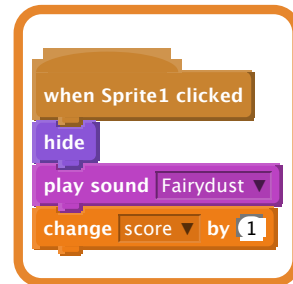 when Sprite1 clicked
hide
play sound Fairydust ▼
change score ▼ by 1